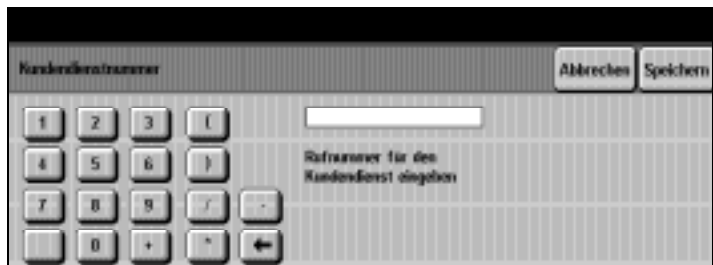 Kundendienstnummer
Abbrechen Speichern
1 2 3 (
4 5 6 )
Rufnummer für den
Kundendienst eingeben
7 8 9 / -
0 + * ←